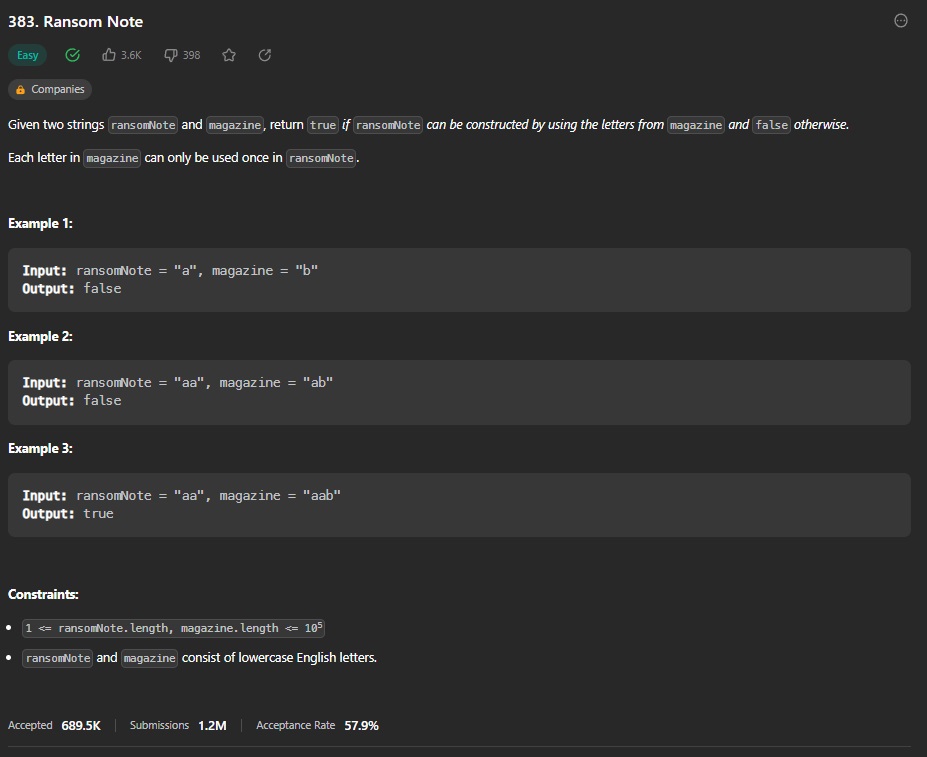 383. Ransom Note
Easy 3.6K 398
Companies
Given two strings ransomNote and magazine, return true if ransomNote can be constructed by using the letters from magazine and false otherwise.
Each letter in magazine can only be used once in ransomNote.
Example 1:
Input: ransomNote = "a", magazine = "b"
Output: false
Example 2:
Input: ransomNote = "aa", magazine = "ab"
Output: false
Example 3:
Input: ransomNote = "aa", magazine = "aab"
Output: true
Constraints:
• 1 <= ransomNote.length, magazine.length <= 10⁵
• ransomNote and magazine consist of lowercase English letters.
Accepted 689.5K Submissions 1.2M Acceptance Rate 57.9%